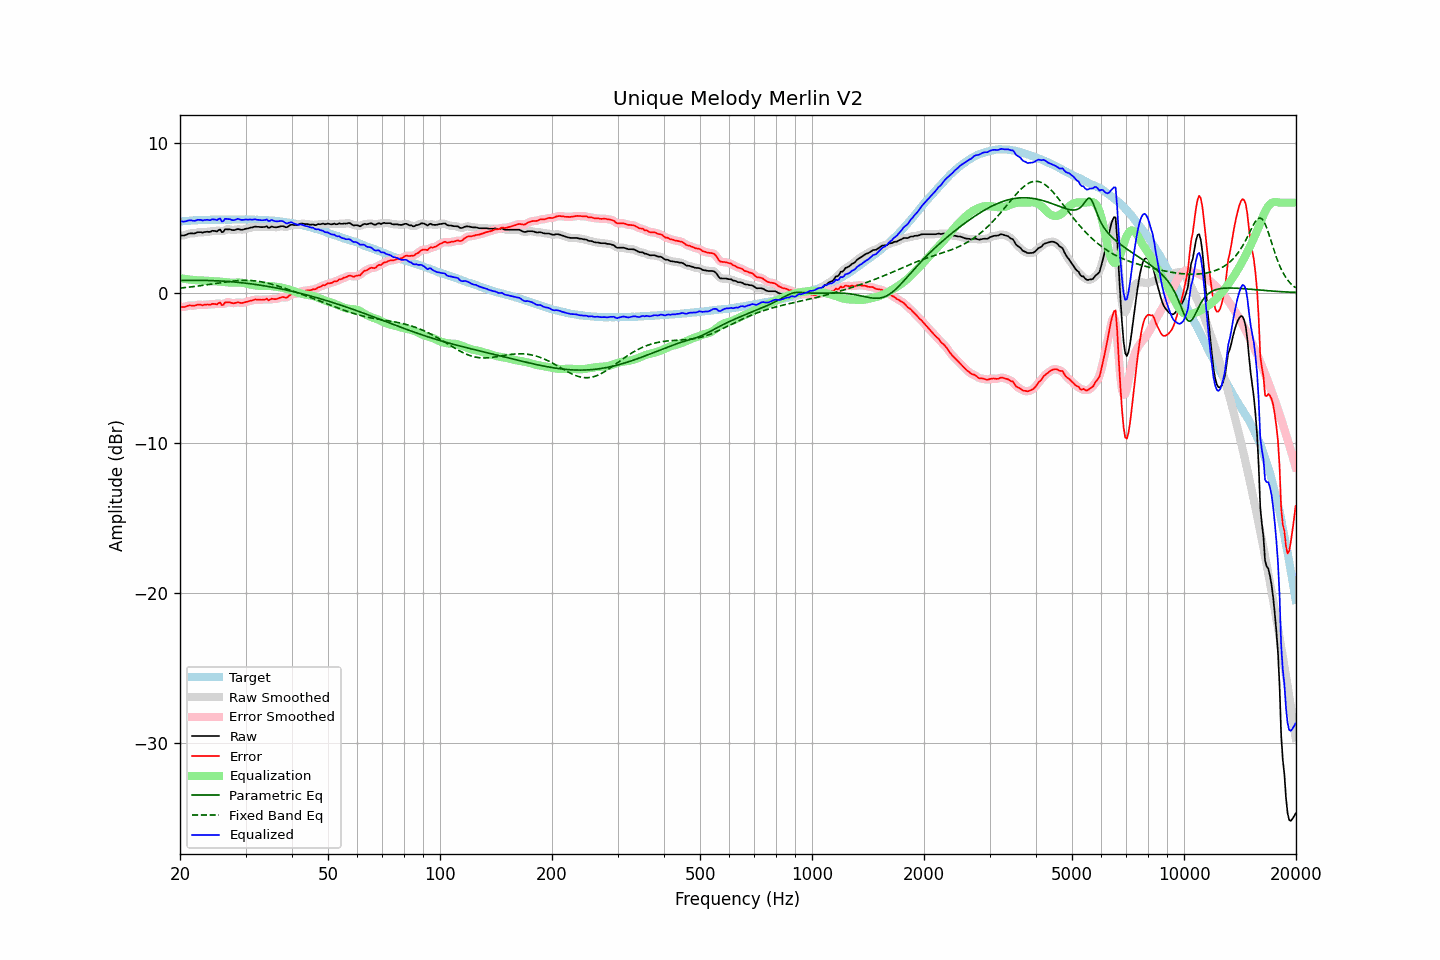 Unique Melody Merlin V2
Amplitude (dBr)
10
0
−10
−20
−30
Target
Raw Smoothed
Error Smoothed
Raw
Error
Equalization
Parametric Eq
Fixed Band Eq
Equalized
20 50 100 200 500 1000 2000 5000 10000 20000
Frequency (Hz)